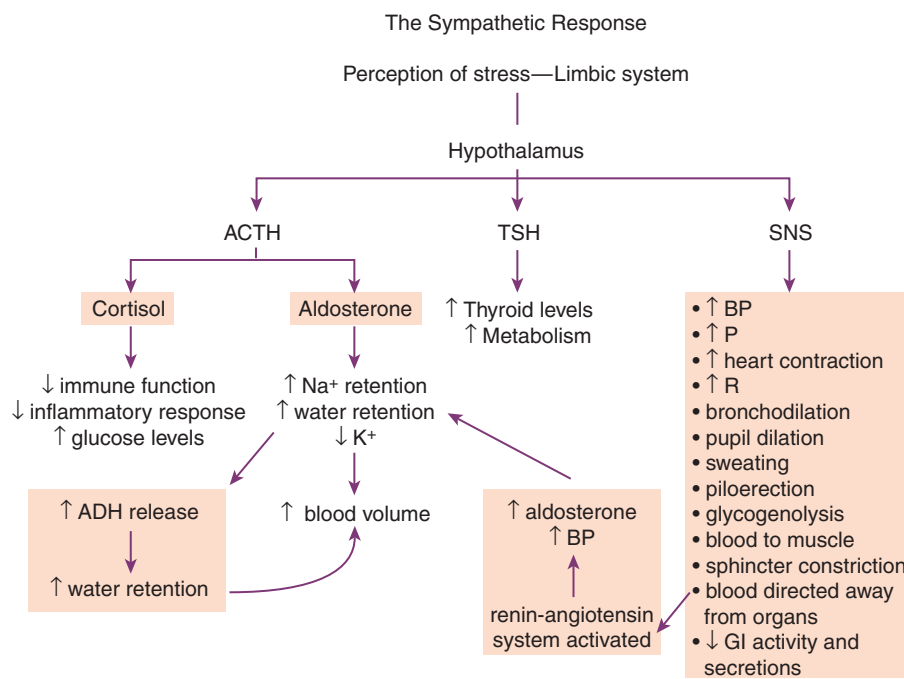 The Sympathetic Response
Perception of stress—Limbic system
Hypothalamus
ACTH
TSH
SNS
Cortisol
Aldosterone
↓ immune function
↓ inflammatory response
↑ glucose levels
↑ Na⁺ retention
↑ water retention
↓ K⁺
↑ Thyroid levels
↑ Metabolism
• ↑ BP
• ↑ P
• ↑ heart contraction
• ↑ R
• bronchodilation
• pupil dilation
• sweating
• piloerection
• glycogenolysis
• blood to muscle
• sphincter constriction
• blood directed away
from organs
• ↓ GI activity and
secretions
↑ ADH release
↑ water retention
↑ blood volume
↑ aldosterone
↑ BP
renin-angiotensin
system activated